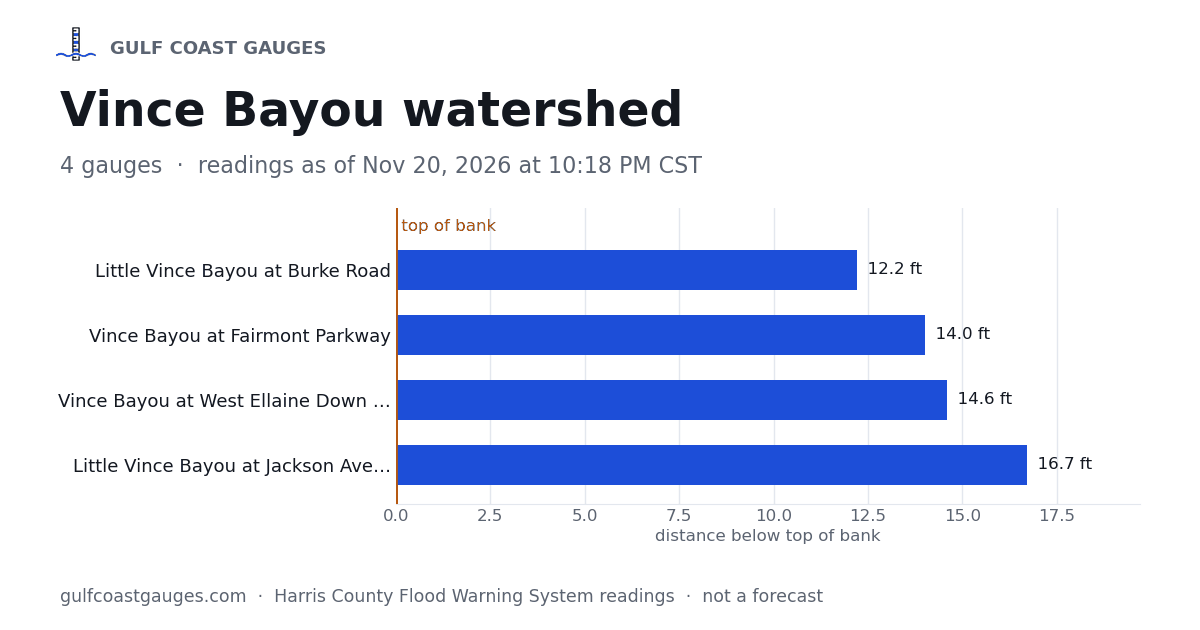 GULF COAST GAUGES
Vince Bayou watershed
4 gauges · readings as of Nov 20, 2026 at 10:18 PM CST
top of bank
Little Vince Bayou at Burke Road
12.2 ft
Vince Bayou at Fairmont Parkway
14.0 ft
Vince Bayou at West Ellaine Down ...
14.6 ft
Little Vince Bayou at Jackson Ave...
16.7 ft
0.0 2.5 5.0 7.5 10.0 12.5 15.0 17.5
distance below top of bank
gulfcoastgauges.com · Harris County Flood Warning System readings · not a forecast